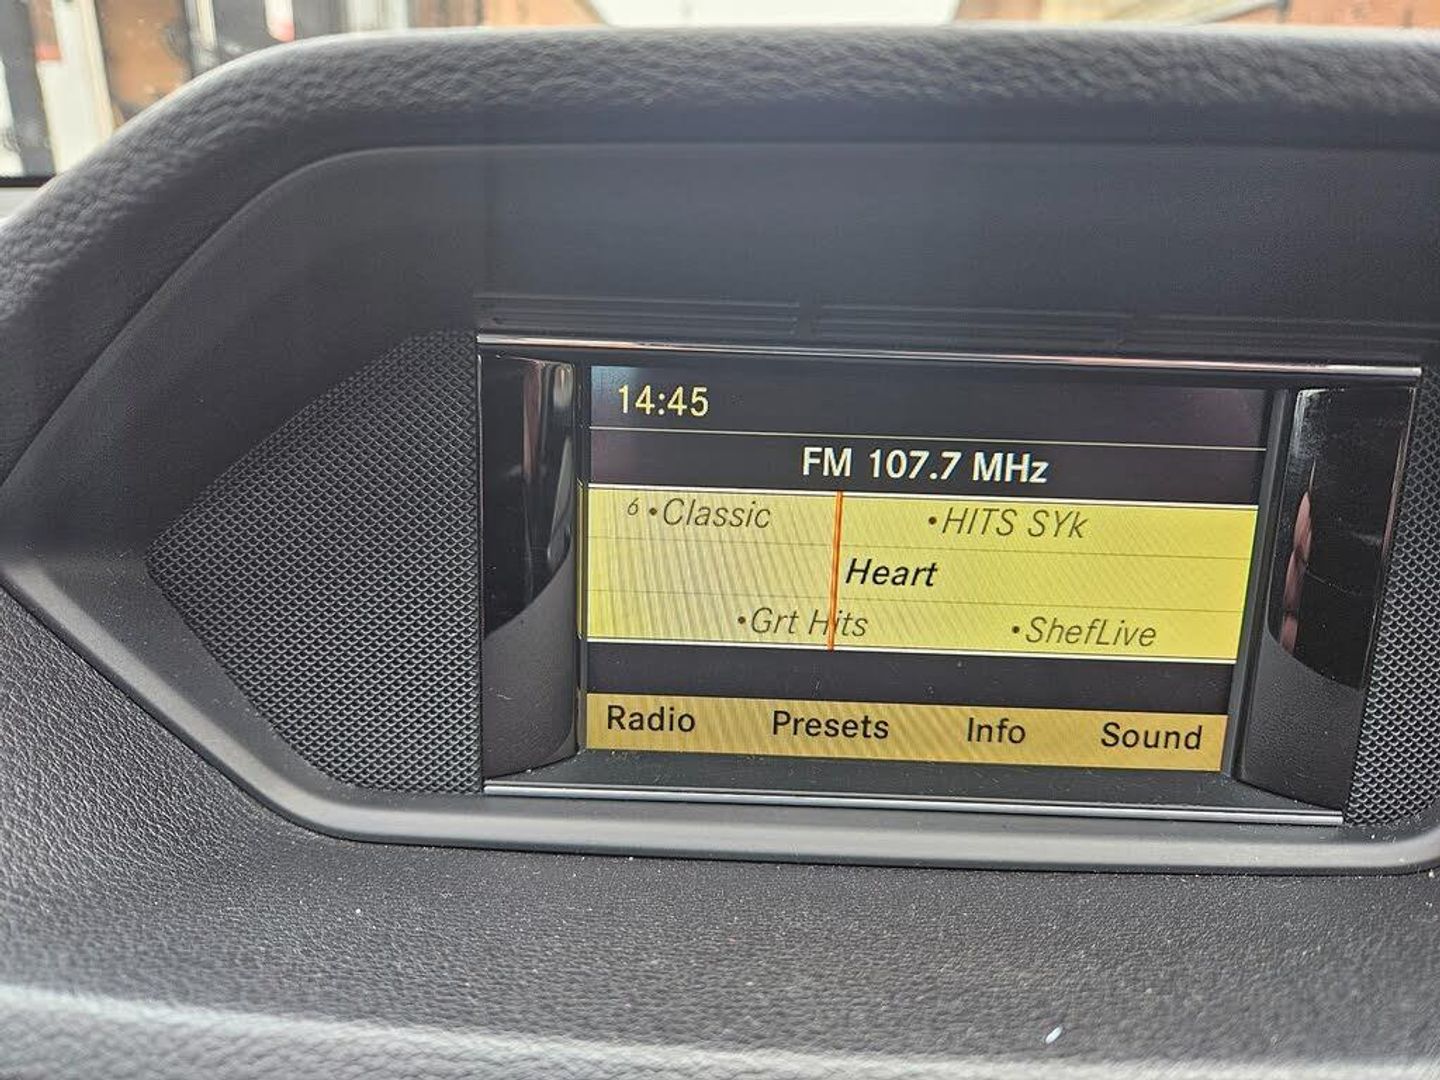 14:45
FM 107.7 MHz
6 •Classic •HITS SYk
Heart
•Grt Hits •ShefLive
Radio Presets Info Sound